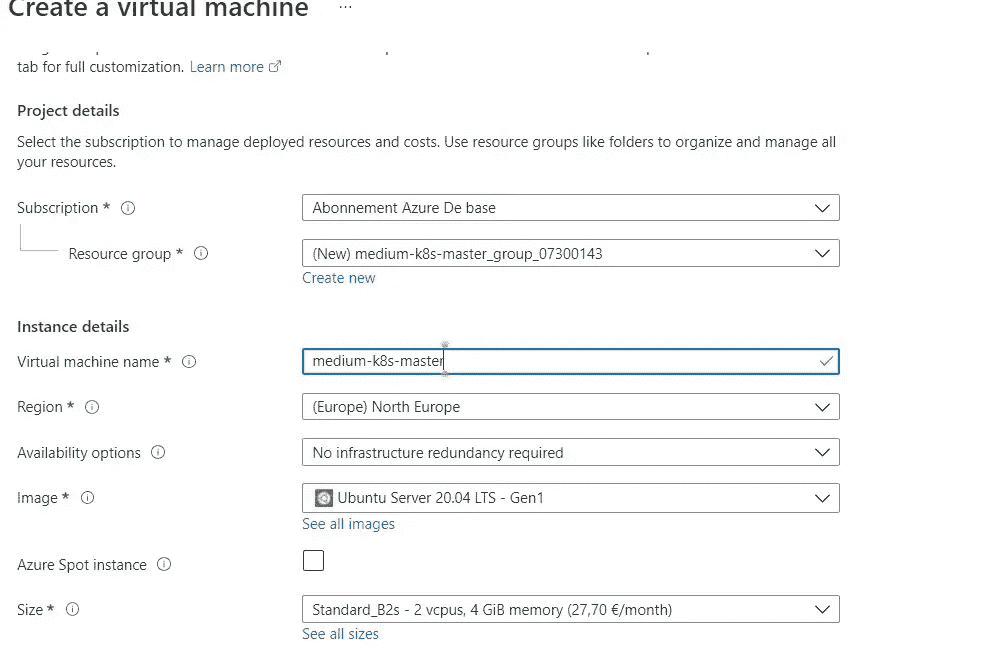 Create a virtual machine ...
tab for full customization. Learn more
Project details
Select the subscription to manage deployed resources and costs. Use resource groups like folders to organize and manage all
your resources.
Subscription * Abonnement Azure De base
Resource group * (New) medium-k8s-master_group_07300143
Create new
Instance details
Virtual machine name * medium-k8s-master
Region * (Europe) North Europe
Availability options No infrastructure redundancy required
Image * Ubuntu Server 20.04 LTS - Gen1
See all images
Azure Spot instance
Size * Standard_B2s - 2 vcpus, 4 GiB memory (27,70 €/month)
See all sizes